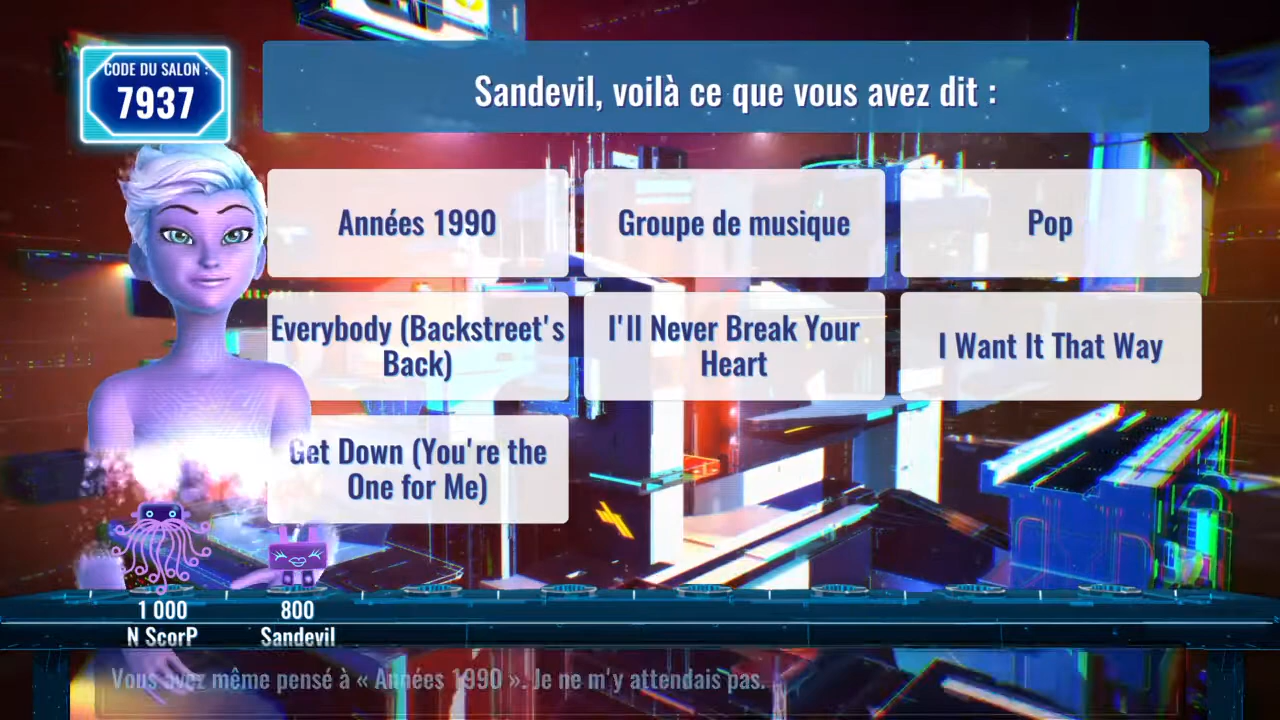 CODE DU SALON :
7937
Sandevil, voilà ce que vous avez dit :
Années 1990
Groupe de musique
Pop
Everybody (Backstreet's
Back)
I'll Never Break Your
Heart
I Want It That Way
Get Down (You're the
One for Me)
1 000
N ScorP
800
Sandevil
Vous avez même pensé à « Années 1990 ». Je ne m'y attendais pas.